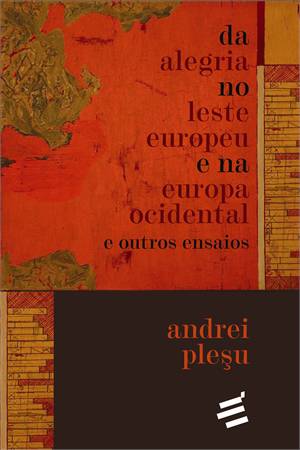 da
alegria
no
leste
europeu
e na
europa
ocidental
e outros ensaios
andrei
pleşu